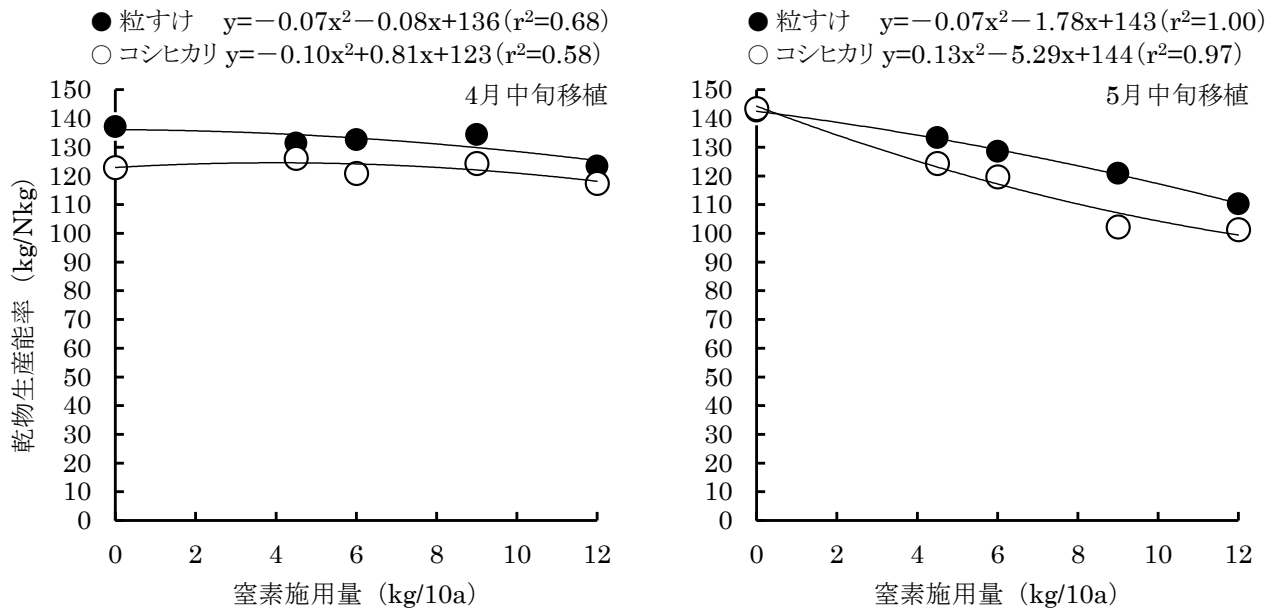 ● 粒すけ y=－0.07x²－0.08x+136(r²=0.68)
○ コシヒカリ y=－0.10x²+0.81x+123(r²=0.58)
4月中旬移植
150
140
130
120
110
100
90
80
70
60
50
40
30
20
10
0
0 2 4 6 8 10 12
乾物生産能率 (kg/Nkg)
窒素施用量 (kg/10a)
● 粒すけ y=－0.07x²－1.78x+143(r²=1.00)
○ コシヒカリ y=0.13x²－5.29x+144(r²=0.97)
5月中旬移植
150
140
130
120
110
100
90
80
70
60
50
40
30
20
10
0
0 2 4 6 8 10 12
窒素施用量 (kg/10a)